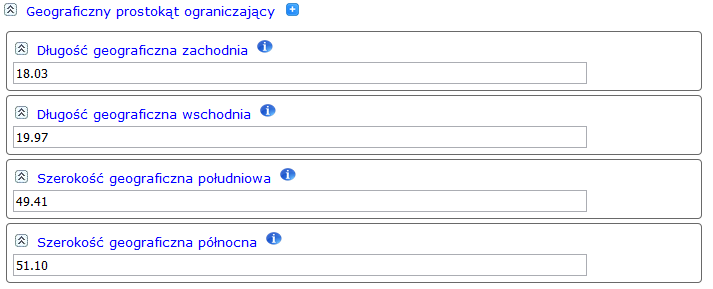 Geograficzny prostokąt ograniczający
Długość geograficzna zachodnia
18.03
Długość geograficzna wschodnia
19.97
Szerokość geograficzna południowa
49.41
Szerokość geograficzna północna
51.10